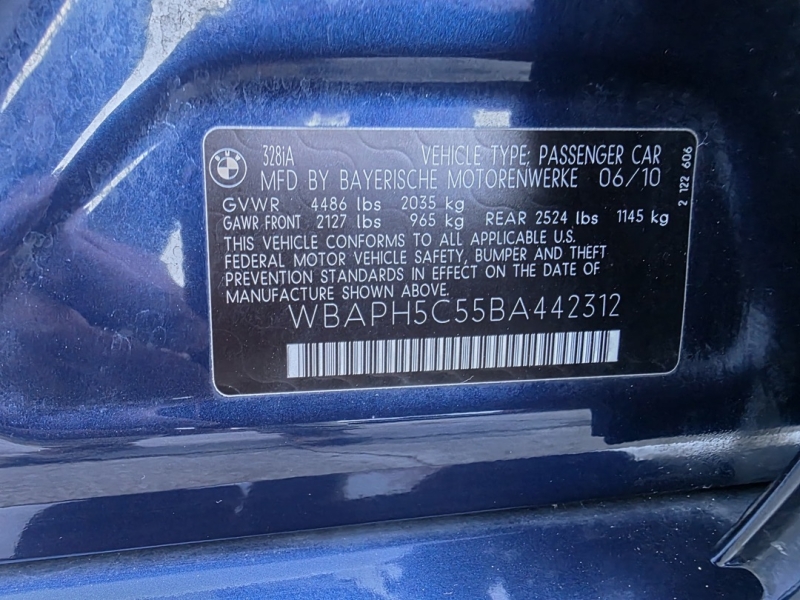 BMW
328iA VEHICLE TYPE: PASSENGER CAR
MFD BY BAYERISCHE MOTORENWERKE 06/10
GVWR 4486 lbs 2035 kg
GAWR FRONT 2127 lbs 965 kg REAR 2524 lbs 1145 kg
THIS VEHICLE CONFORMS TO ALL APPLICABLE U.S.
FEDERAL MOTOR VEHICLE SAFETY, BUMPER AND THEFT
PREVENTION STANDARDS IN EFFECT ON THE DATE OF
MANUFACTURE SHOWN ABOVE.
WBAPH5C55BA442312
2 122 606